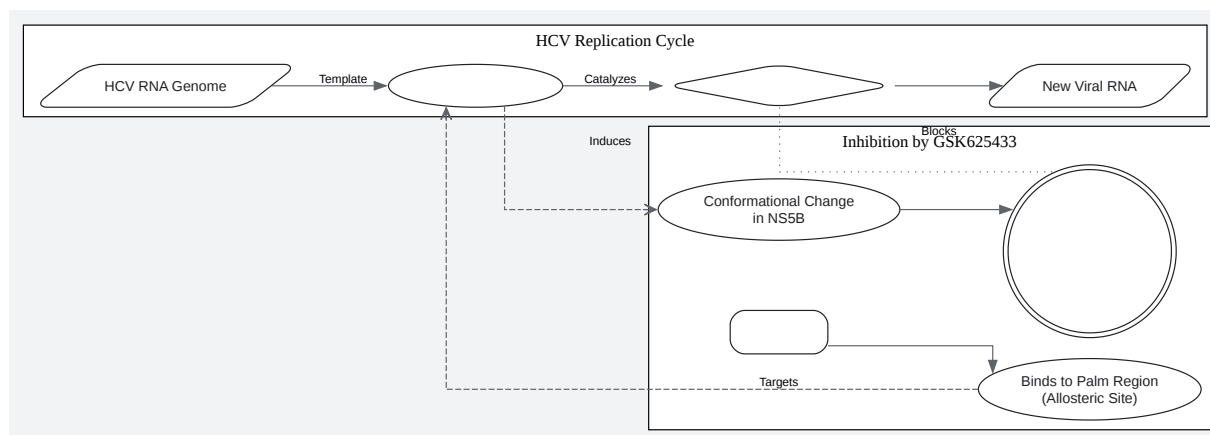 HCV Replication Cycle
HCV RNA Genome
Template
Catalyzes
New Viral RNA
Blocks
Induces
Inhibition by GSK625433
Conformational Change
in NS5B
Targets
Binds to Palm Region
(Allosteric Site)